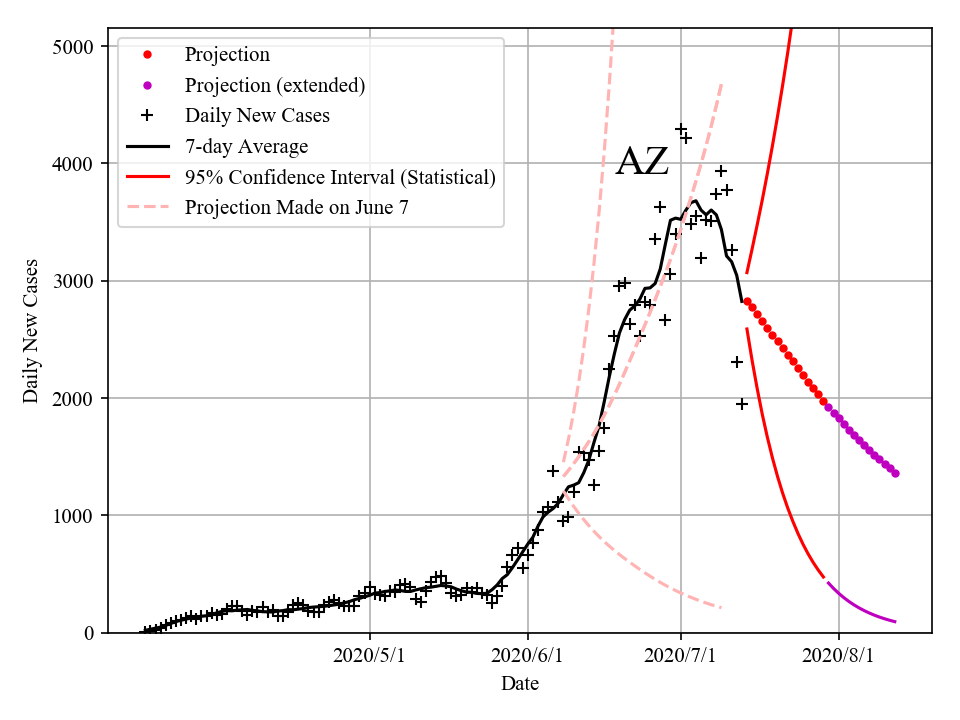 5000
4000
3000
2000
1000
0
Daily New Cases
Projection
Projection (extended)
Daily New Cases
7-day Average
95% Confidence Interval (Statistical)
Projection Made on June 7
AZ
2020/5/1 2020/6/1 2020/7/1 2020/8/1
Date